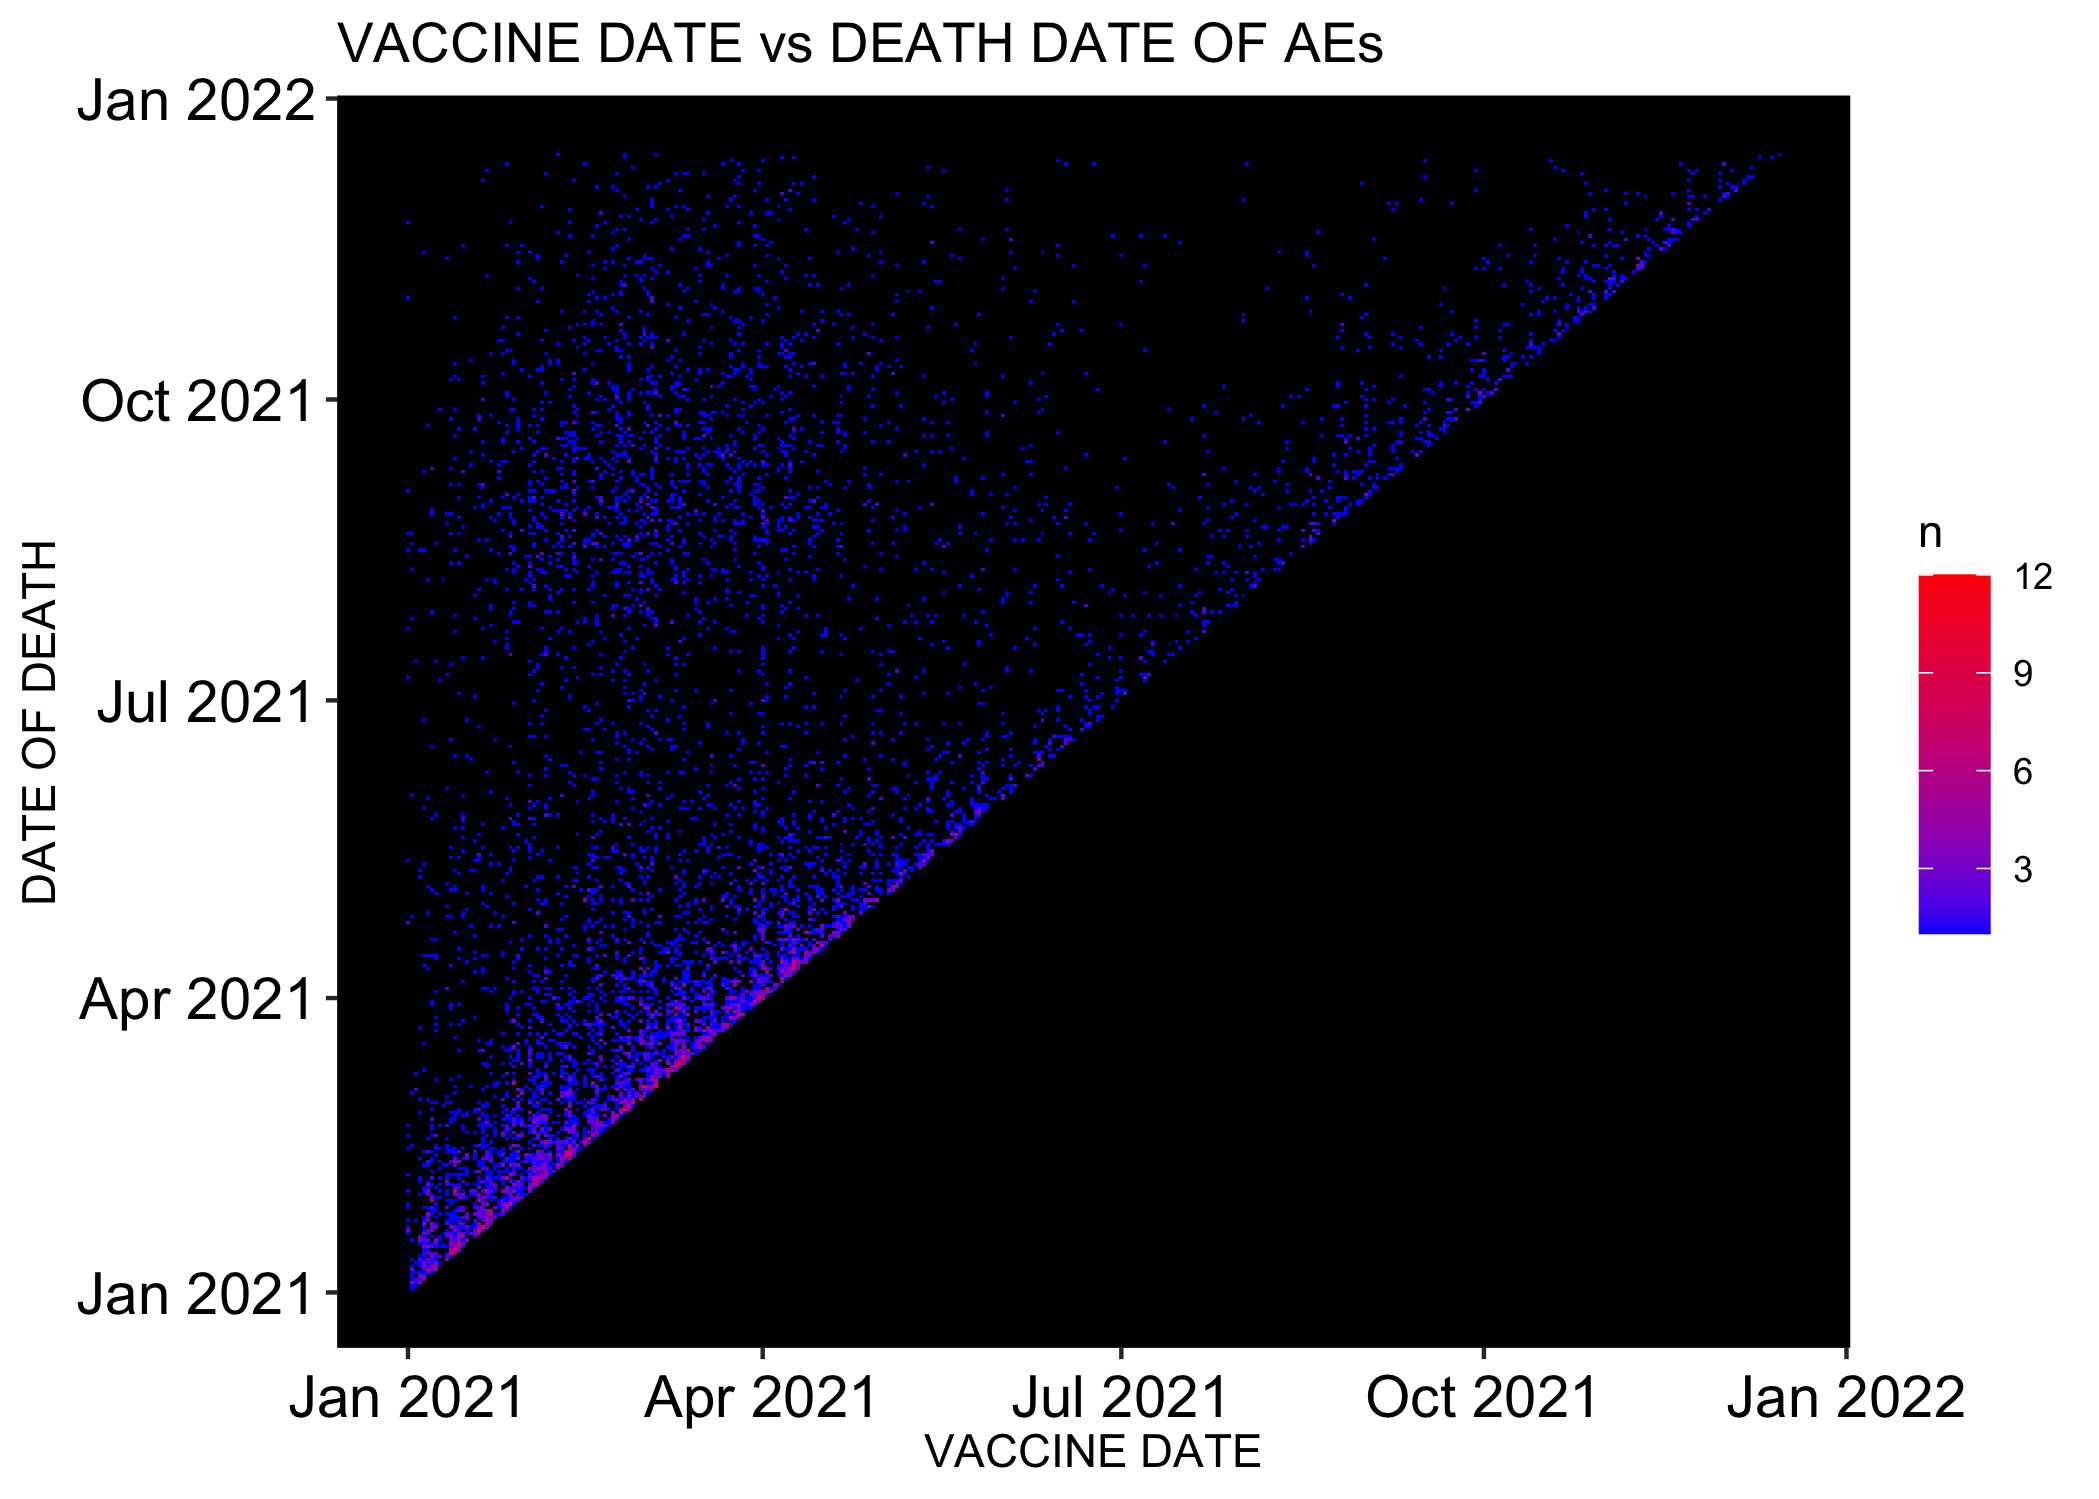 VACCINE DATE vs DEATH DATE OF AEs
Jan 2022
Oct 2021
Jul 2021
Apr 2021
Jan 2021
DATE OF DEATH
Jan 2021
Apr 2021
Jul 2021
Oct 2021
Jan 2022
VACCINE DATE
n
12
9
6
3